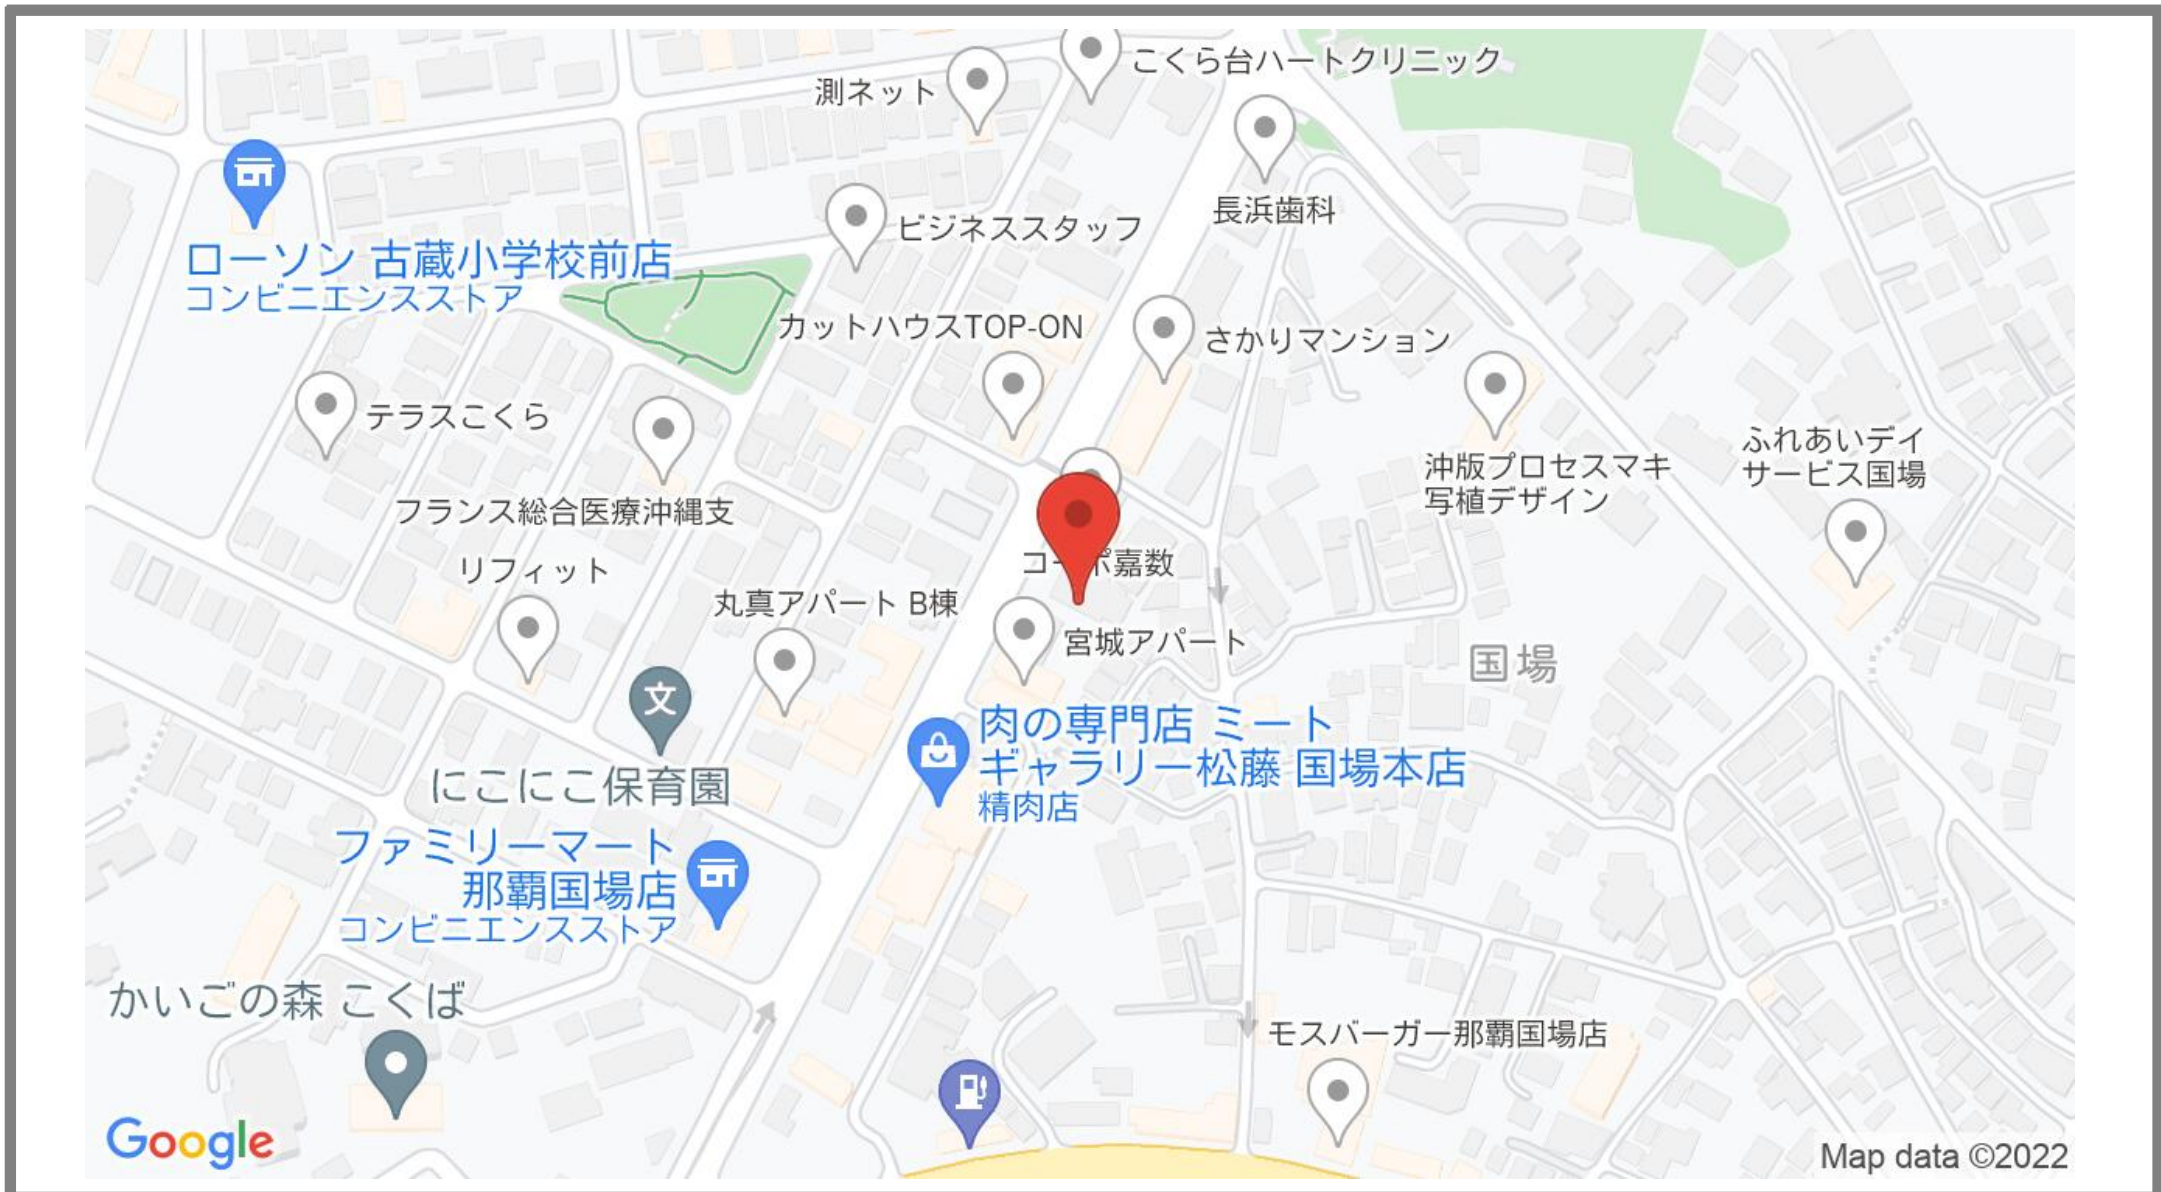 こくら台ハートクリニック
測ネット
長浜歯科
ビジネススタッフ
ローソン 古蔵小学校前店
コンビニエンスストア
カットハウスTOP-ON
さかりマンション
テラスこくら
ふれあいデイ
サービス国場
沖版プロセスマキ
写植デザイン
フランス総合医療沖縄支
リフィット
コーポ嘉数
丸真アパート B棟
宮城アパート
国場
文
肉の専門店 ミート
ギャラリー松藤 国場本店
精肉店
にこにこ保育園
ファミリーマート
那覇国場店
コンビニエンスストア
かいごの森 こくば
モスバーガー那覇国場店
Google
Map data ©2022